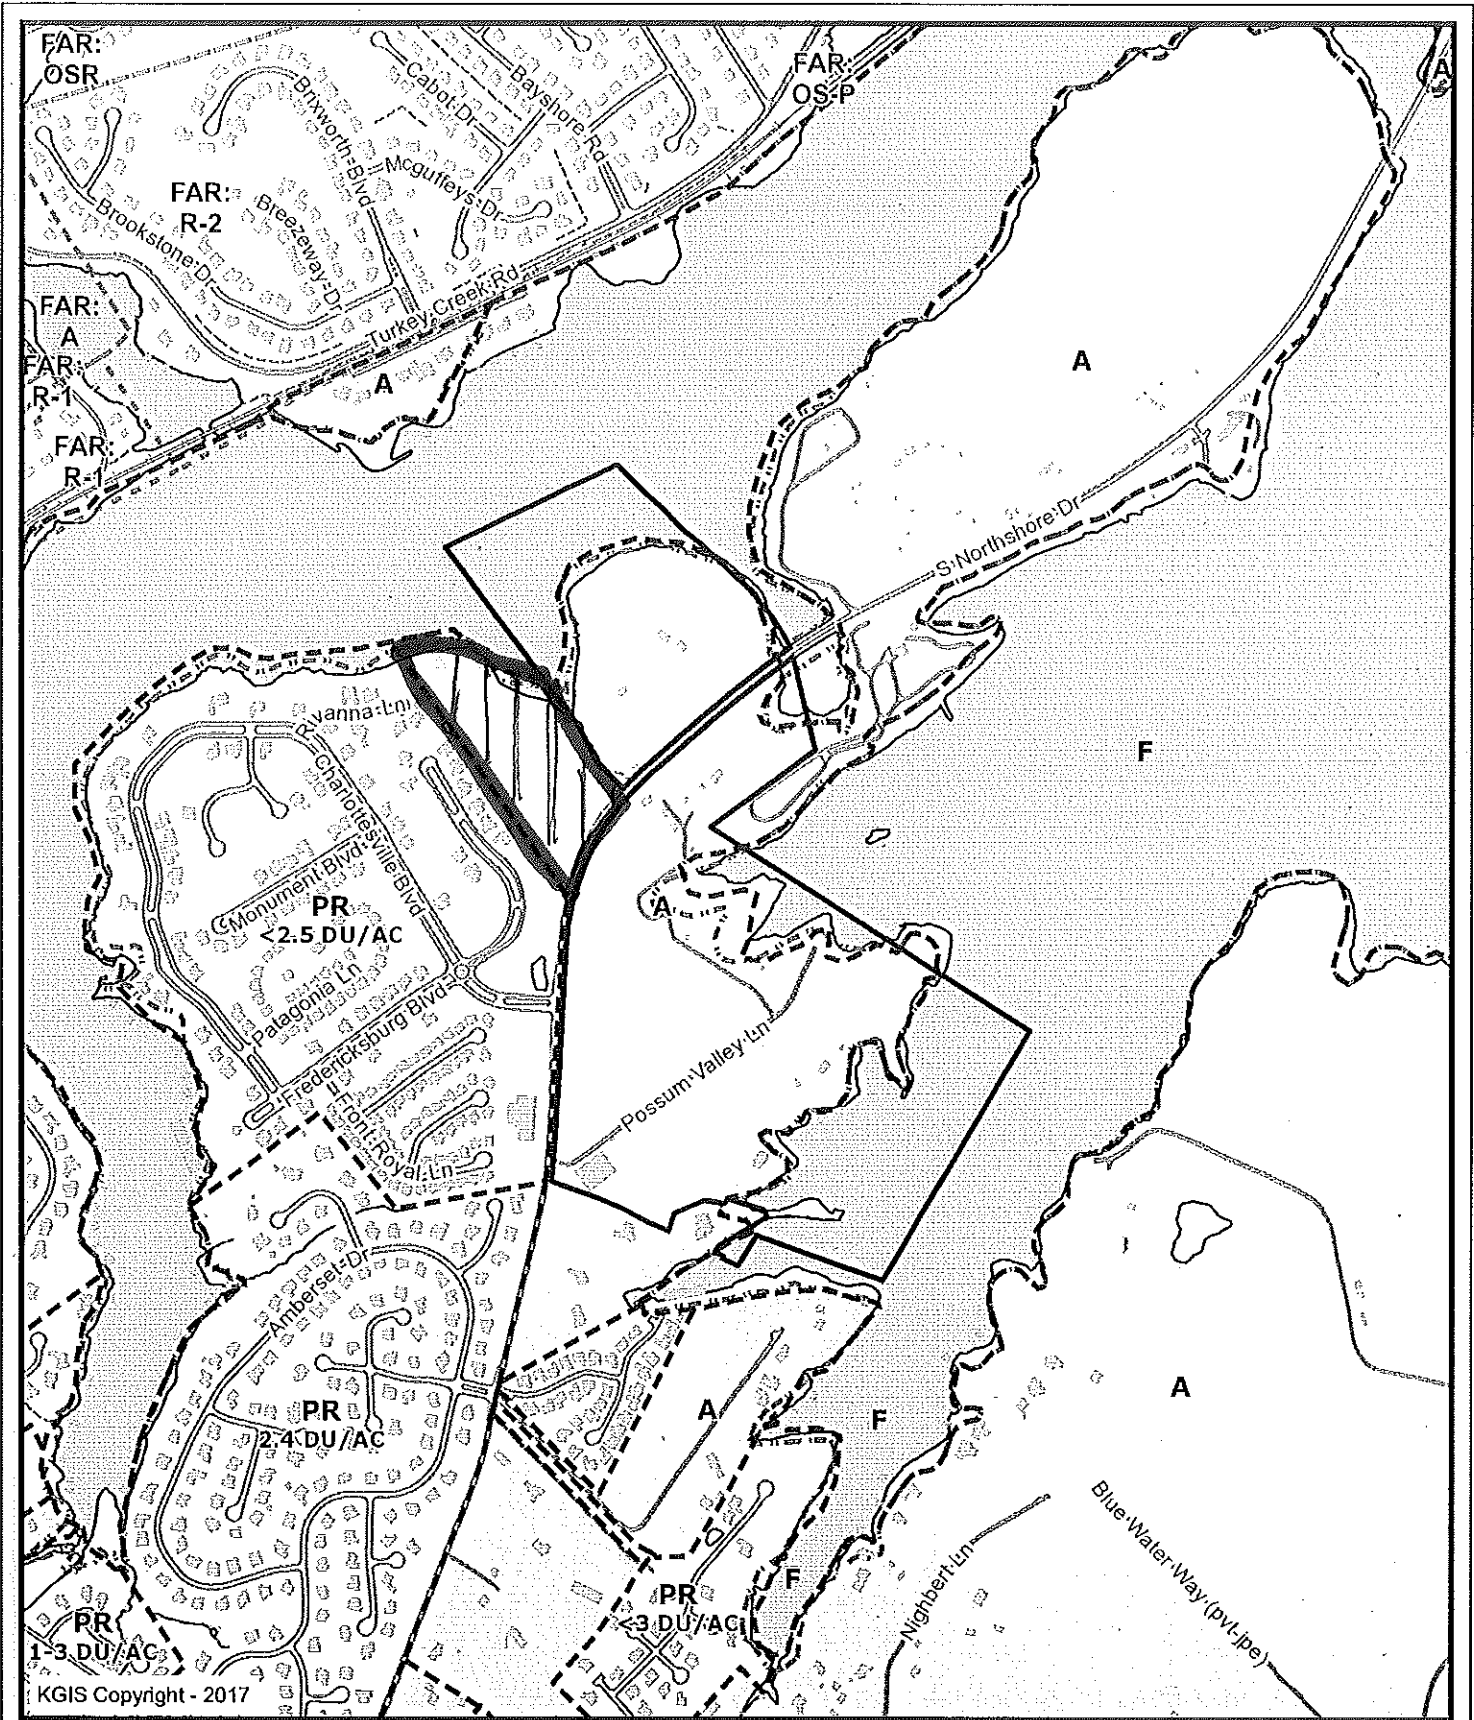 FAR:
OSR
Cabot Dr
Bayshore Rd
FAR:
OS-P
A
Brixworth Blvd
Mcguffeys Dr
FAR:
R-2
Breezeway Dr
Brookstone Dr
Turkey Creek Rd
FAR:
A
FAR:
R-1
A
A
FAR:
R-1
S Northshore Dr
Rivanna Ln
Charlottesville Blvd
F
Monument Blvd
PR
<2.5 DU/AC
A
Patagonia Ln
Fredericksburg Blvd
Possum Valley Ln
Front Royal Ln
Amberset Dr
PR
2.4 DU/AC
A
F
A
Blue Water Way (pvt-jpe)
Nighbert Ln
F
PR
<3 DU/AC
PR
1-3 DU/AC
KGIS Copyright - 2017